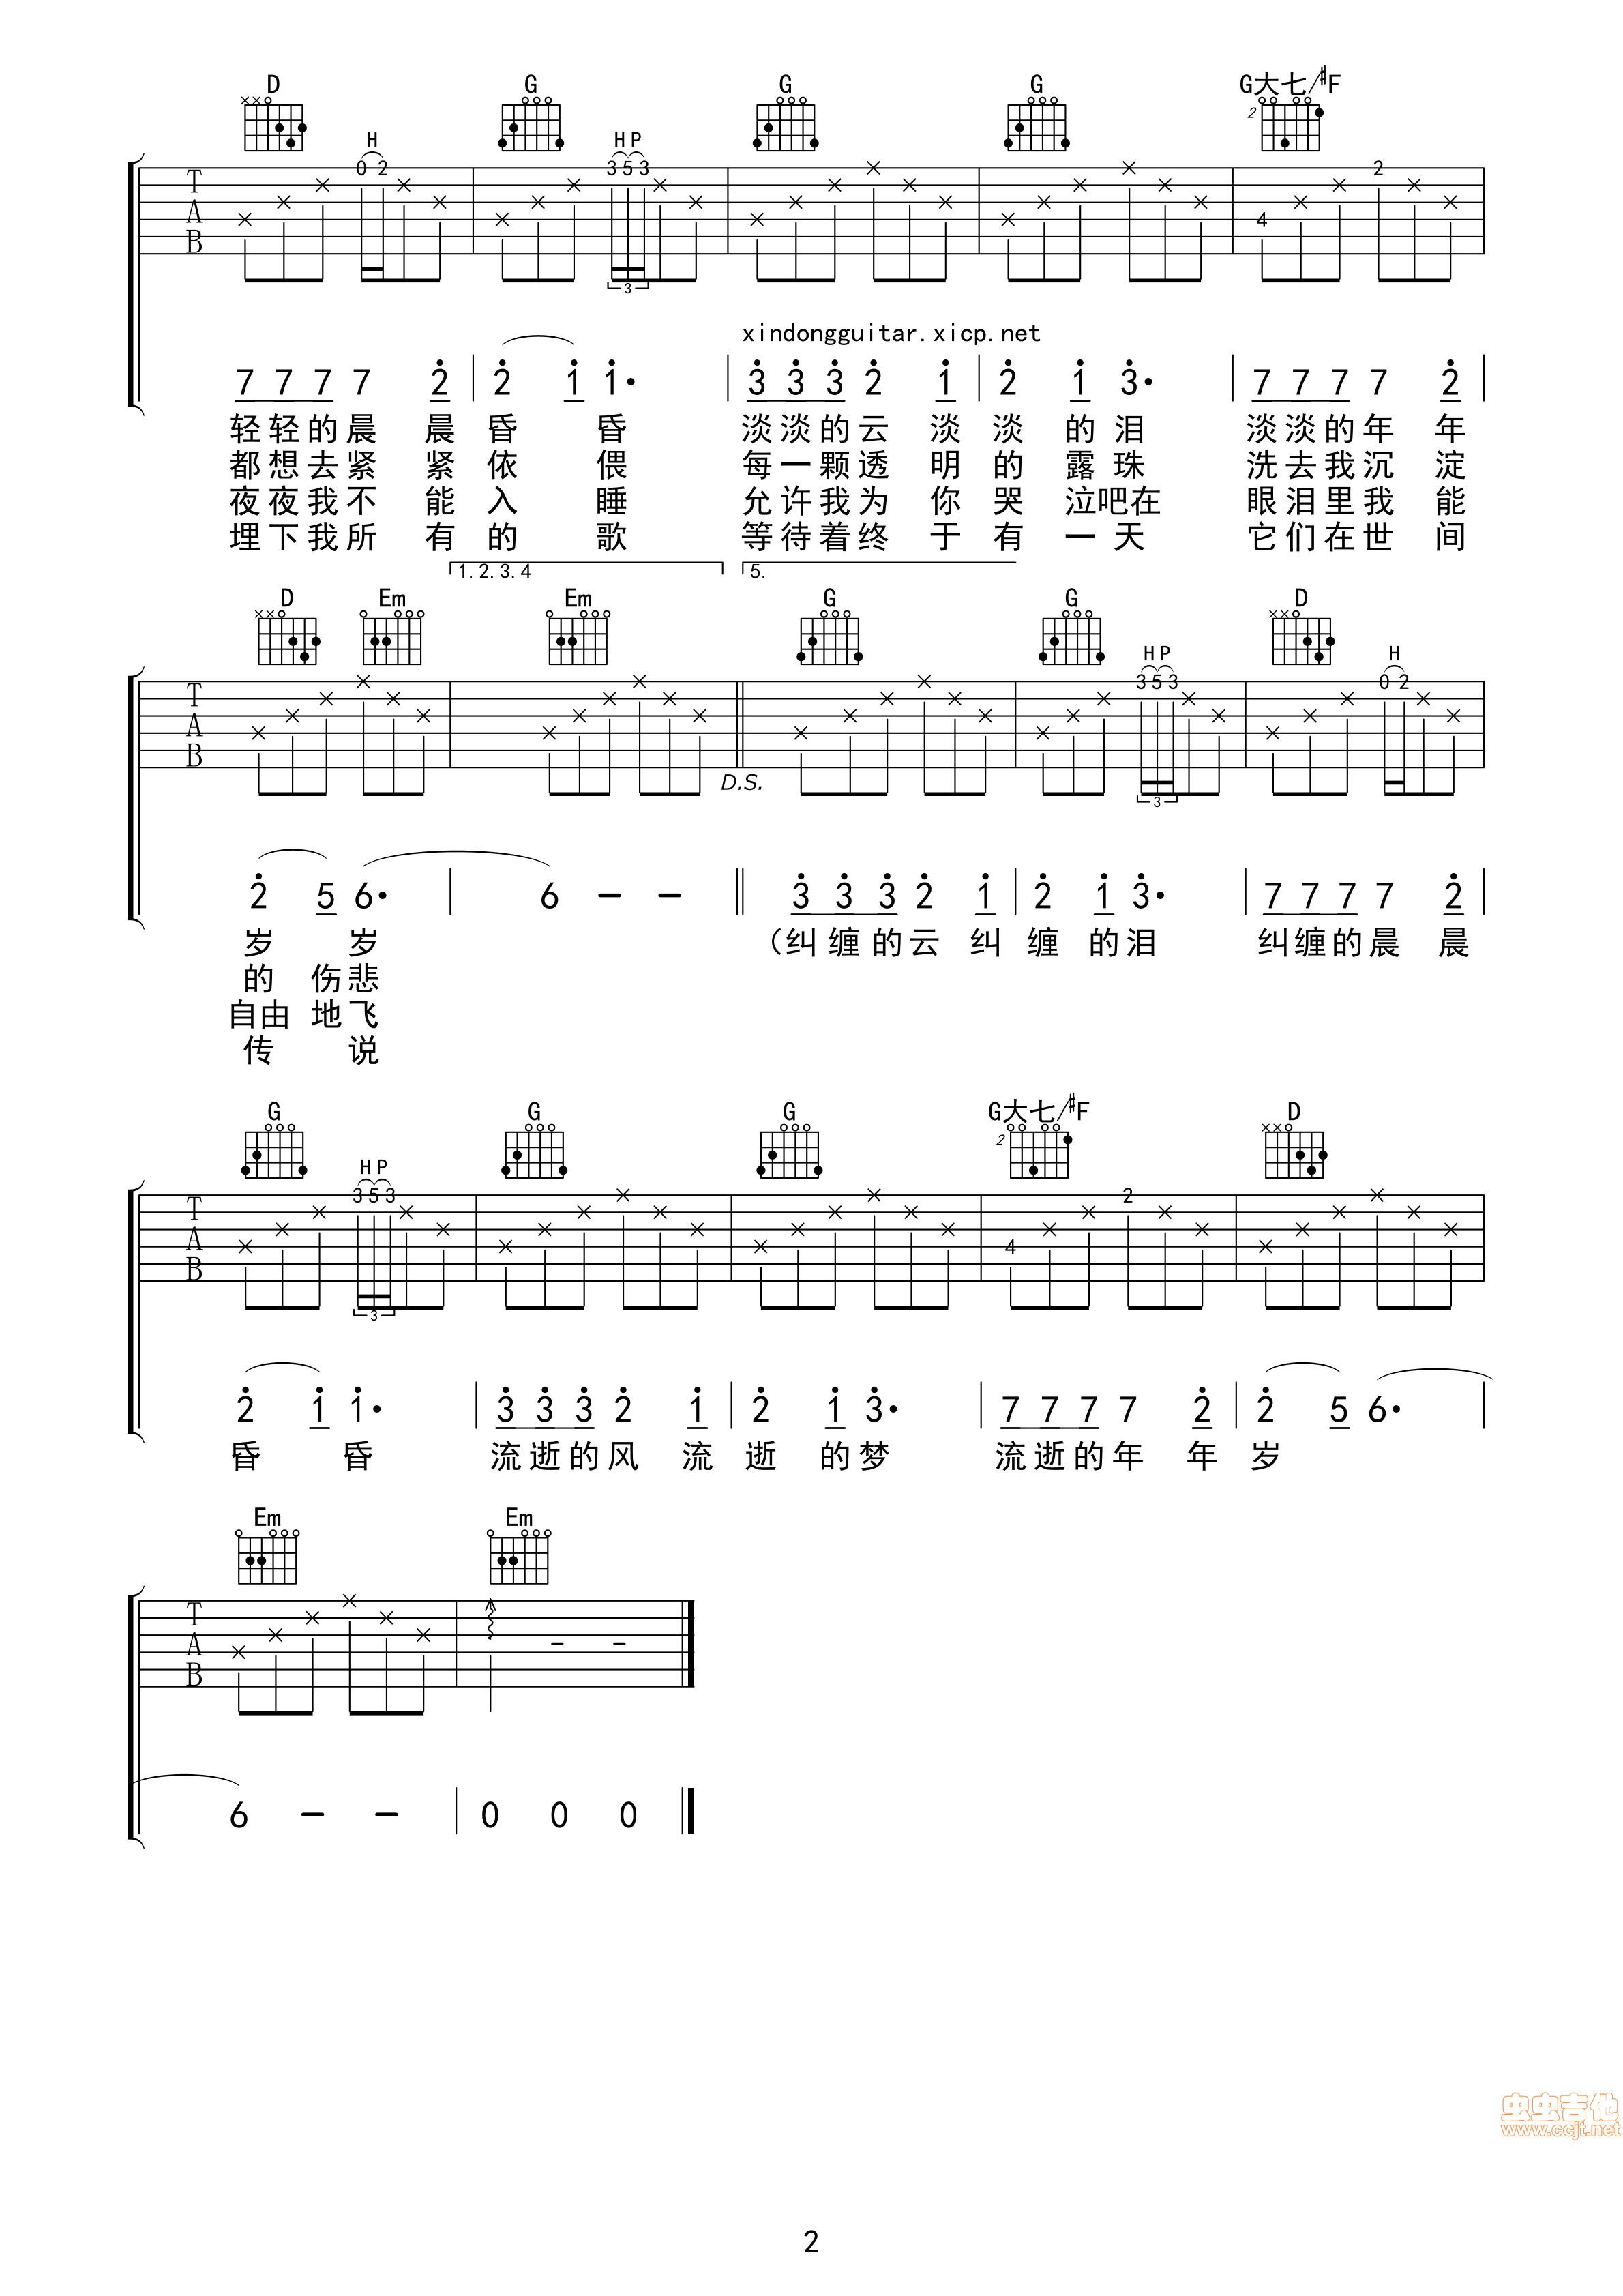 D G G G G大七/#F
H HP
T 0 2 3 5 3 2
A 4
B
3
xindongguitar.xicp.net
7 7 7 7 2 2 1 1· 3 3 3 2 1 2 1 3· 7 7 7 7 2
轻轻的晨 晨昏 昏 淡淡的云 淡 淡 的泪 淡淡的年 年
都想去紧 紧依 偎 每一颗透 明 的 露珠 洗去我沉 淀
夜夜我不 能入 睡 允许我为 你 哭 泣吧在 眼泪里我 能
埋下我所 有的 歌 等待着终 于 有 一天 它们在世 间
1.2.3.4 5.
D Em Em G G D
HP H
T 3 5 3 0 2
A
B
D.S. 3
2 5 6· 6 – – 3 3 3 2 1 2 1 3· 7 7 7 7 2
岁 岁 (纠缠的云 纠 缠 的泪 纠缠的晨 晨
的 伤悲
自由 地飞
传 说
G G G G大七/#F D
HP
T 3 5 3 2
A 4
B
3
2 1 1· 3 3 3 2 1 2 1 3· 7 7 7 7 2 2 5 6·
昏 昏 流逝的风 流 逝 的梦 流逝的年 年 岁
Em Em
T
A – –
B
6 – – 0 0 0
虫虫吉他
www.ccjt.net
2